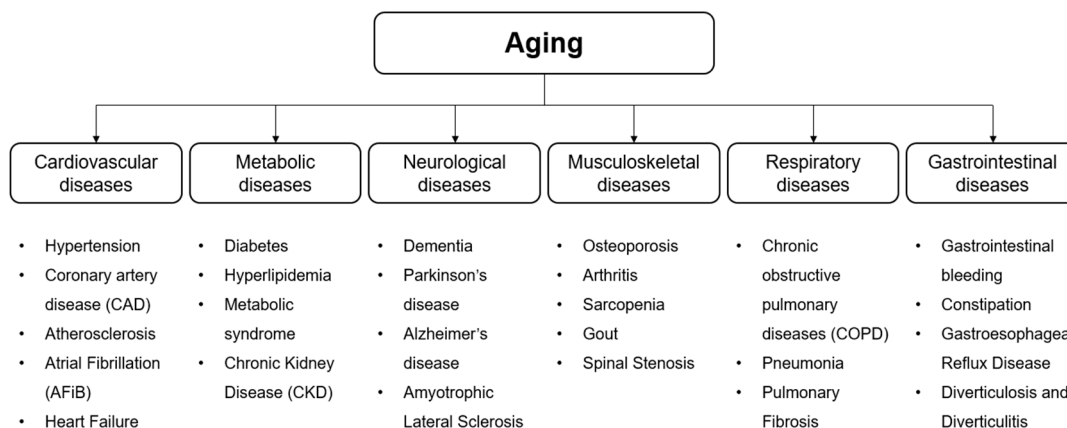 Aging
Cardiovascular
diseases
Metabolic
diseases
Neurological
diseases
Musculoskeletal
diseases
Respiratory
diseases
Gastrointestinal
diseases
• Hypertension
• Coronary artery
disease (CAD)
• Atherosclerosis
• Atrial Fibrillation
(AFiB)
• Heart Failure
• Diabetes
• Hyperlipidemia
• Metabolic
syndrome
• Chronic Kidney
Disease (CKD)
• Dementia
• Parkinson's
disease
• Alzheimer's
disease
• Amyotrophic
Lateral Sclerosis
• Osteoporosis
• Arthritis
• Sarcopenia
• Gout
• Spinal Stenosis
• Chronic
obstructive
pulmonary
diseases (COPD)
• Pneumonia
• Pulmonary
Fibrosis
• Gastrointestinal
bleeding
• Constipation
• Gastroesophagea
Reflux Disease
• Diverticulosis and
Diverticulitis